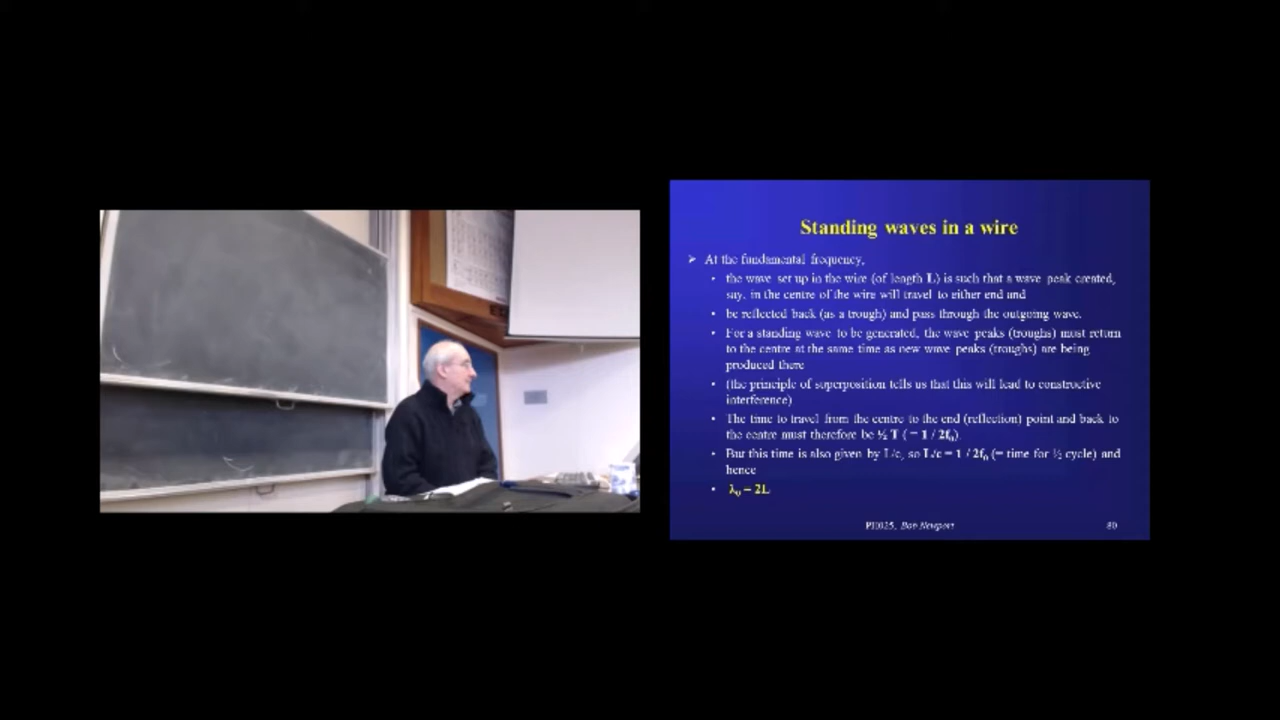 Standing waves in a wire
➤ At the fundamental frequency,
• the wave set up in the wire (of length L) is such that a wave peak created,
say, in the centre of the wire will travel to either end and
• be reflected back (as a trough) and pass through the outgoing wave.
• For a standing wave to be generated, the wave peaks (troughs) must return
to the centre at the same time as new wave peaks (troughs) are being
produced there
• (the principle of superposition tells us that this will lead to constructive
interference)
• The time to travel from the centre to the end (reflection) point and back to
the centre must therefore be ½ T ( = 1 / 2f₀).
• But this time is also given by L/c, so L/c = 1 / 2f₀ (= time for ½ cycle) and
hence
• λ₀ = 2L
PH025, Bob Newport 80